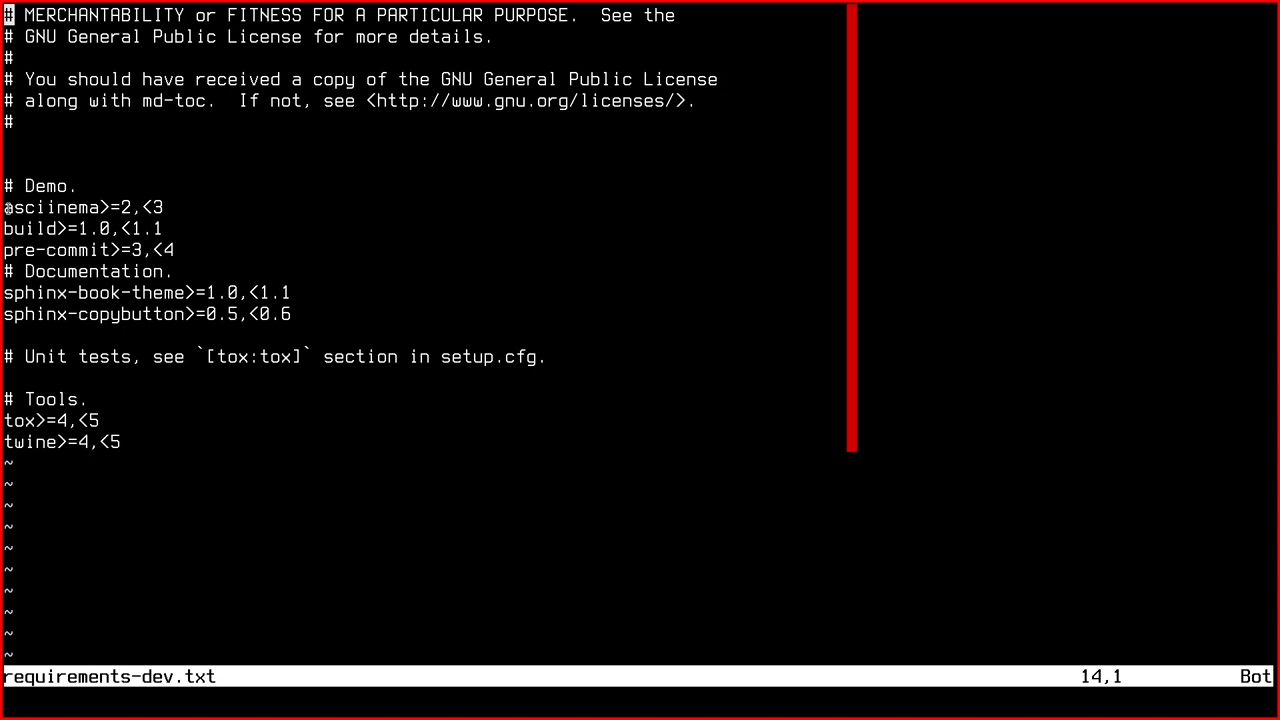 # MERCHANTABILITY or FITNESS FOR A PARTICULAR PURPOSE.  See the
# GNU General Public License for more details.
#
# You should have received a copy of the GNU General Public License
# along with md-toc.  If not, see <http://www.gnu.org/licenses/>.
#
# Demo.
asciinema>=2,<3
build>=1.0,<1.1
pre-commit>=3,<4
# Documentation.
sphinx-book-theme>=1.0,<1.1
sphinx-copybutton>=0.5,<0.6
# Unit tests, see `[tox:tox]` section in setup.cfg.
# Tools.
tox>=4,<5
twine>=4,<5
~
~
~
~
~
~
~
~
~
~
requirements-dev.txt 14,1 Bot